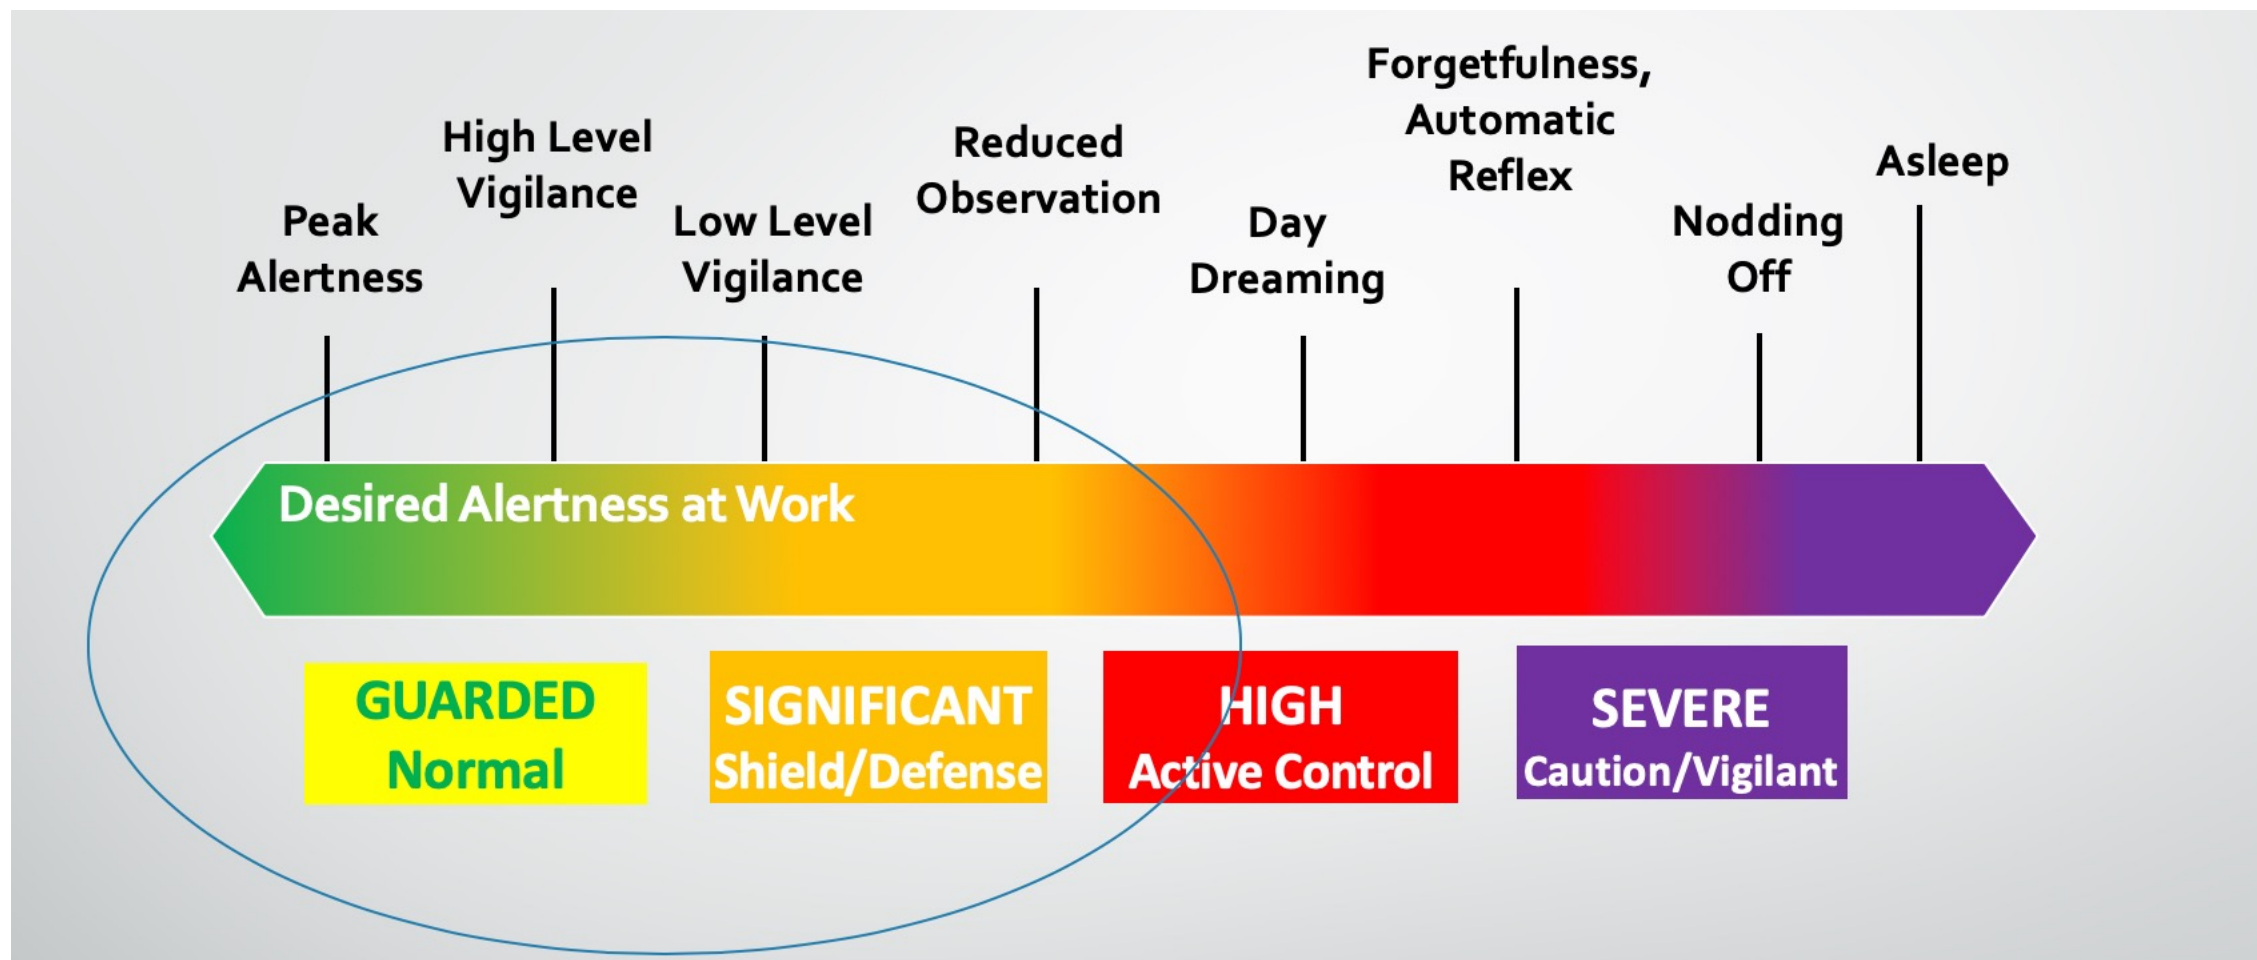 Peak
Alertness
High Level
Vigilance
Low Level
Vigilance
Reduced
Observation
Day
Dreaming
Forgetfulness,
Automatic
Reflex
Nodding
Off
Asleep
Desired Alertness at Work
GUARDED
Normal
SIGNIFICANT
Shield/Defense
HIGH
Active Control
SEVERE
Caution/Vigilant